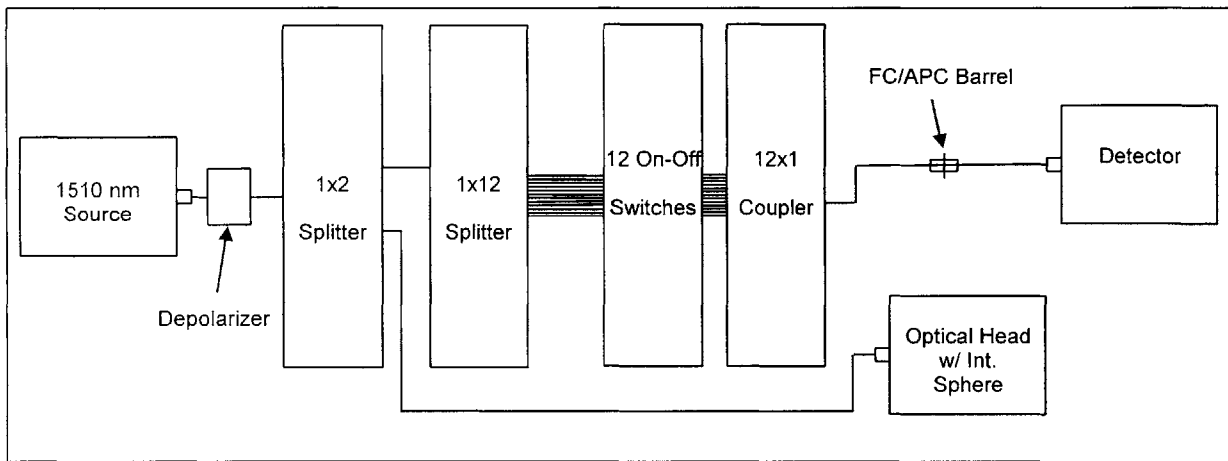 1510 nm
Source
Depolarizer
1x2
Splitter
1x12
Splitter
12 On-Off
Switches
12x1
Coupler
FC/APC Barrel
Detector
Optical Head
w/ Int.
Sphere